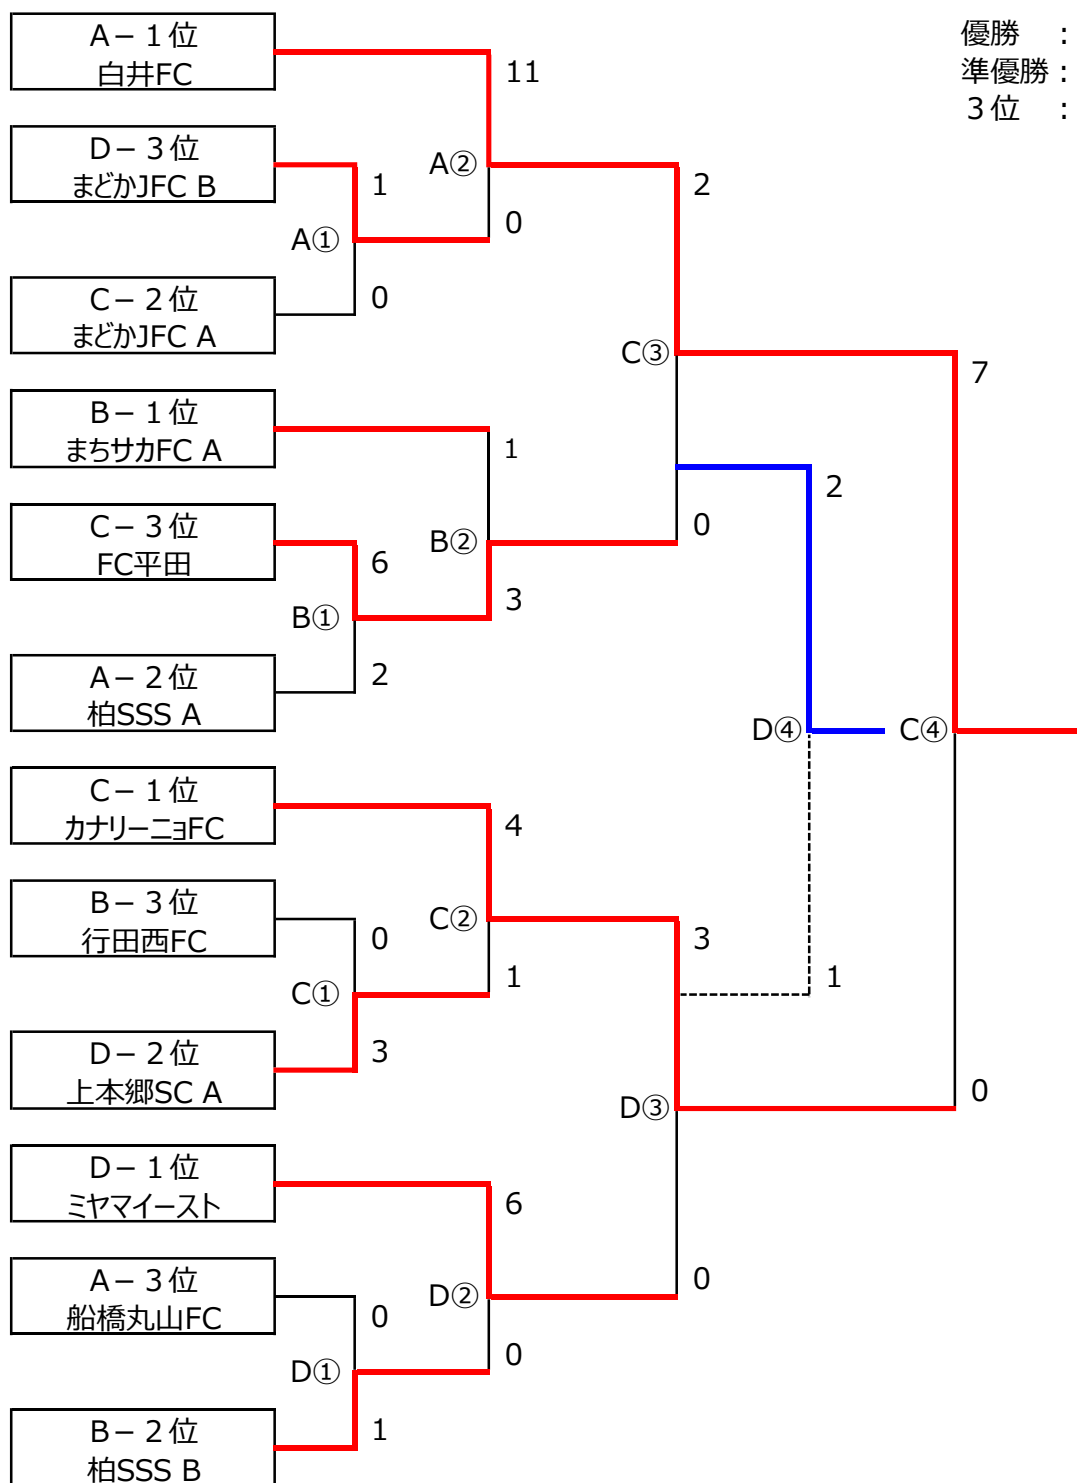 A－１位
白井FC
優勝　：
準優勝：
３位　：
11
D－３位
まどかJFC B
A②
1
2
0
A①
C－２位
まどかJFC A
0
C③
7
B－１位
まちサカFC A
1
2
C－３位
FC平田
0
B②
6
3
B①
A－２位
柏SSS A
2
D④
C④
C－１位
カナリーニョFC
4
B－３位
行田西FC
C②
0
3
1
1
C①
D－２位
上本郷SC A
3
0
D③
D－１位
ミヤマイースト
6
A－３位
船橋丸山FC
0
D②
0
0
D①
B－２位
柏SSS B
1